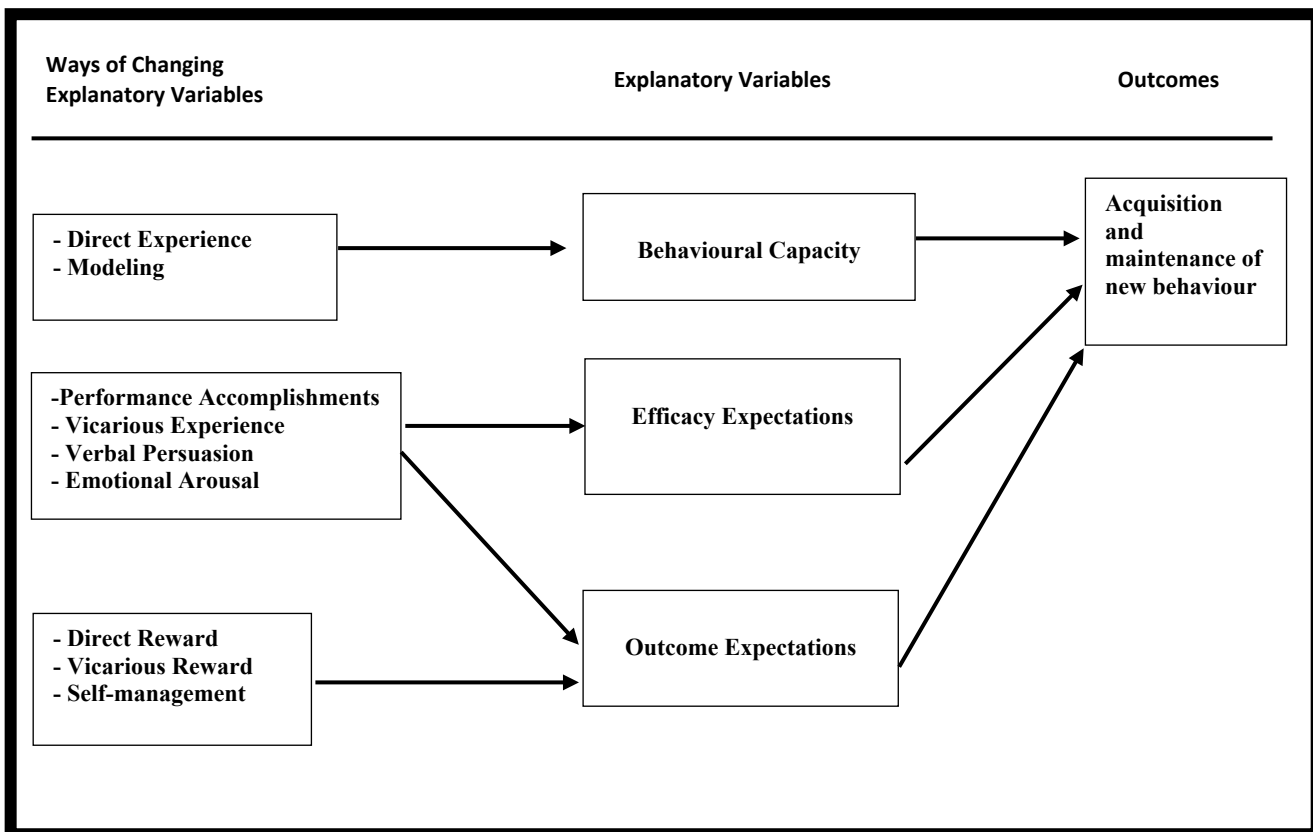 Ways of Changing
Explanatory Variables
Explanatory Variables
Outcomes
- Direct Experience
- Modeling
Behavioural Capacity
Acquisition
and
maintenance of
new behaviour
-Performance Accomplishments
- Vicarious Experience
- Verbal Persuasion
- Emotional Arousal
Efficacy Expectations
- Direct Reward
- Vicarious Reward
- Self-management
Outcome Expectations